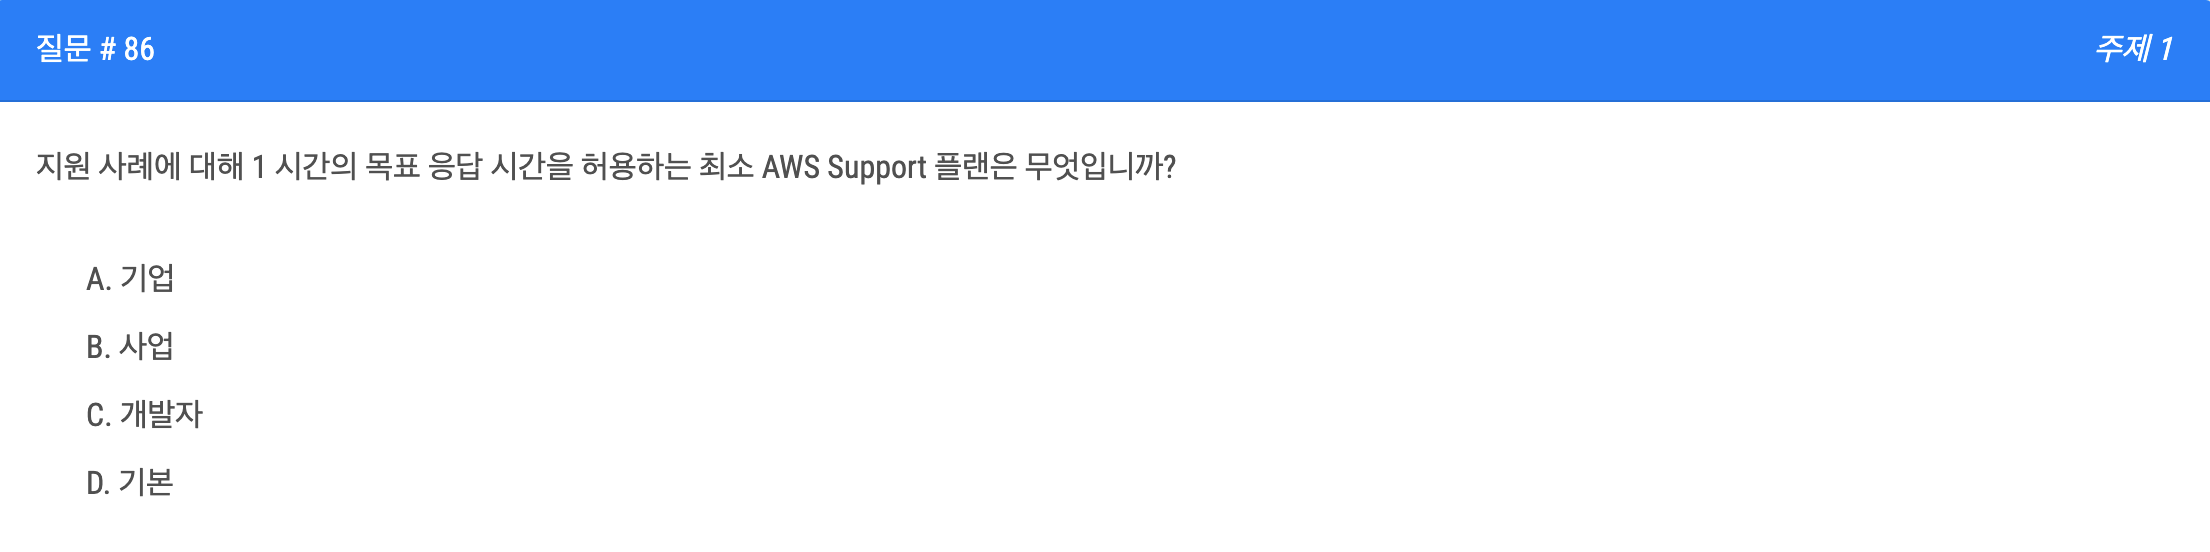 질문 # 86
주제 1
지원 사례에 대해 1 시간의 목표 응답 시간을 허용하는 최소 AWS Support 플랜은 무엇입니까?
A. 기업
B. 사업
C. 개발자
D. 기본